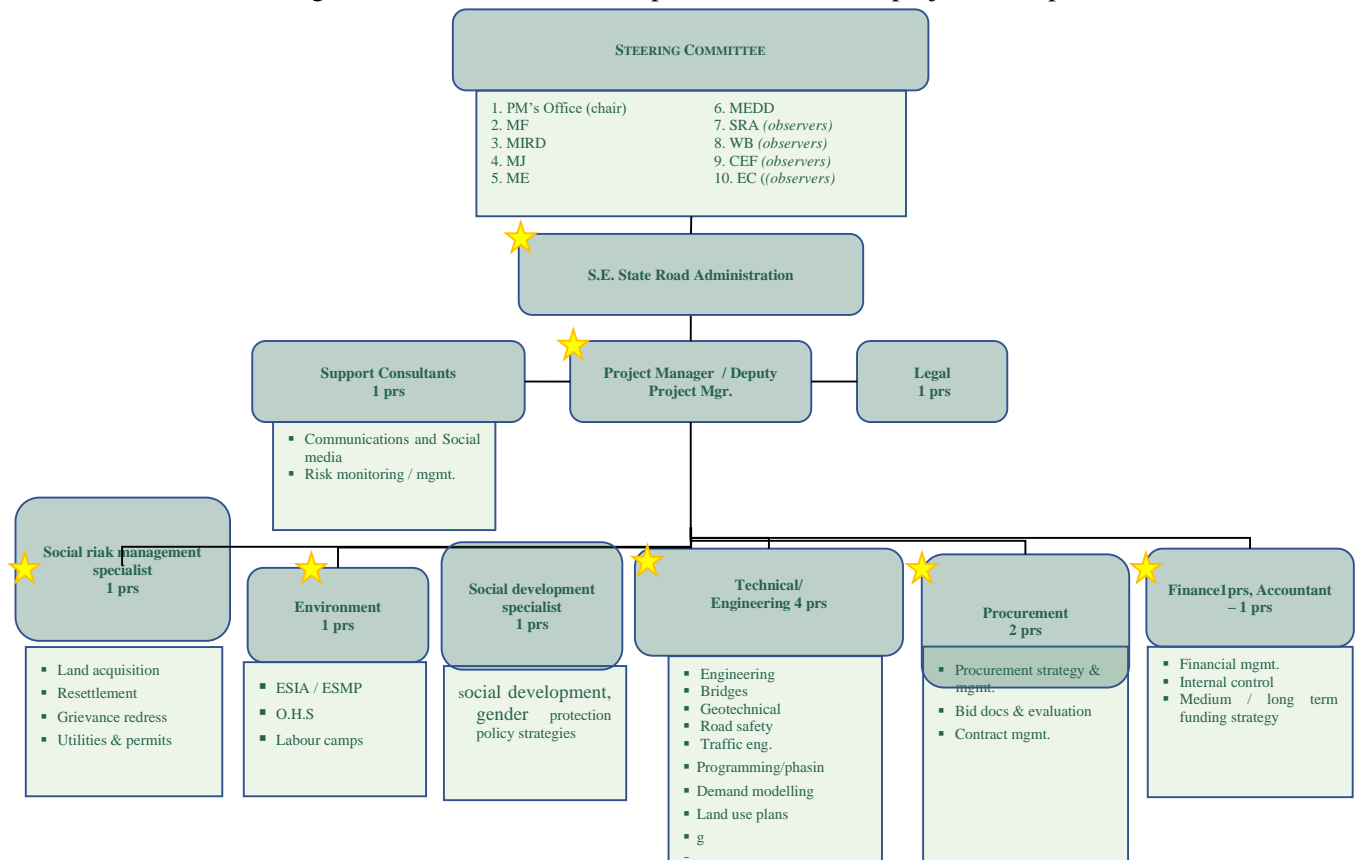 STEERING COMMITTEE
1. PM's Office (chair)
2. MF
3. MIRD
4. MJ
5. ME
6. MEDD
7. SRA (observers)
8. WB (observers)
9. CEF (observers)
10. EC ((observers)
S.E. State Road Administration
Support Consultants
1 prs
Project Manager / Deputy
Project Mgr.
Legal
1 prs
▪ Communications and Social
media
▪ Risk monitoring / mgmt.
Social risk management
specialist
1 prs
▪ Land acquisition
▪ Resettlement
▪ Grievance redress
▪ Utilities & permits
Environment
1 prs
▪ ESIA / ESMP
▪ O.H.S
▪ Labour camps
Social development
specialist
1 prs
social development,
gender protection
policy strategies
Technical/
Engineering 4 prs
▪ Engineering
▪ Bridges
▪ Geotechnical
▪ Road safety
▪ Traffic eng.
▪ Programming/phasin
▪ Demand modelling
▪ Land use plans
▪ g
Procurement
2 prs
▪ Procurement strategy &
mgmt.
▪ Bid docs & evaluation
▪ Contract mgmt.
Finance1prs, Accountant
– 1 prs
▪ Financial mgmt.
▪ Internal control
▪ Medium / long term
funding strategy